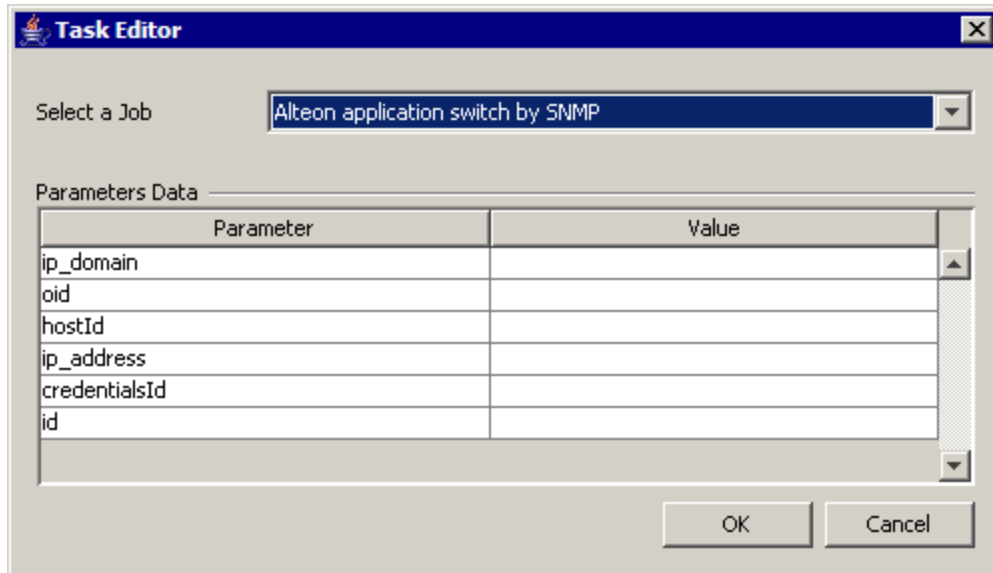 Task Editor
Select a Job
Alteon application switch by SNMP
Parameters Data
Parameter Value
ip_domain
oid
hostId
ip_address
credentialsId
id
OK Cancel